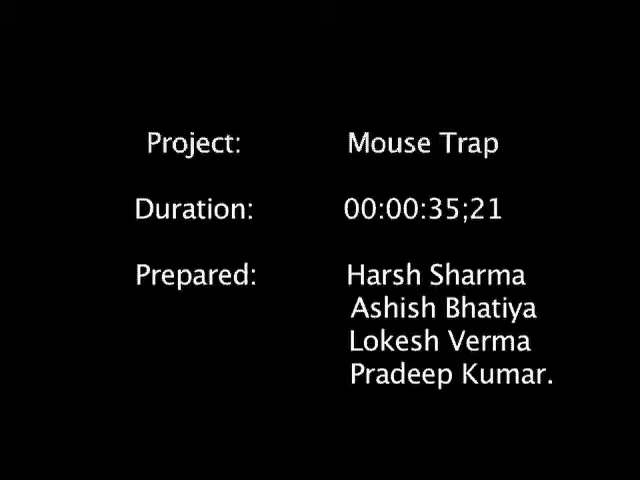 Project: Mouse Trap
Duration: 00:00:35;21
Prepared: Harsh Sharma
Ashish Bhatiya
Lokesh Verma
Pradeep Kumar.